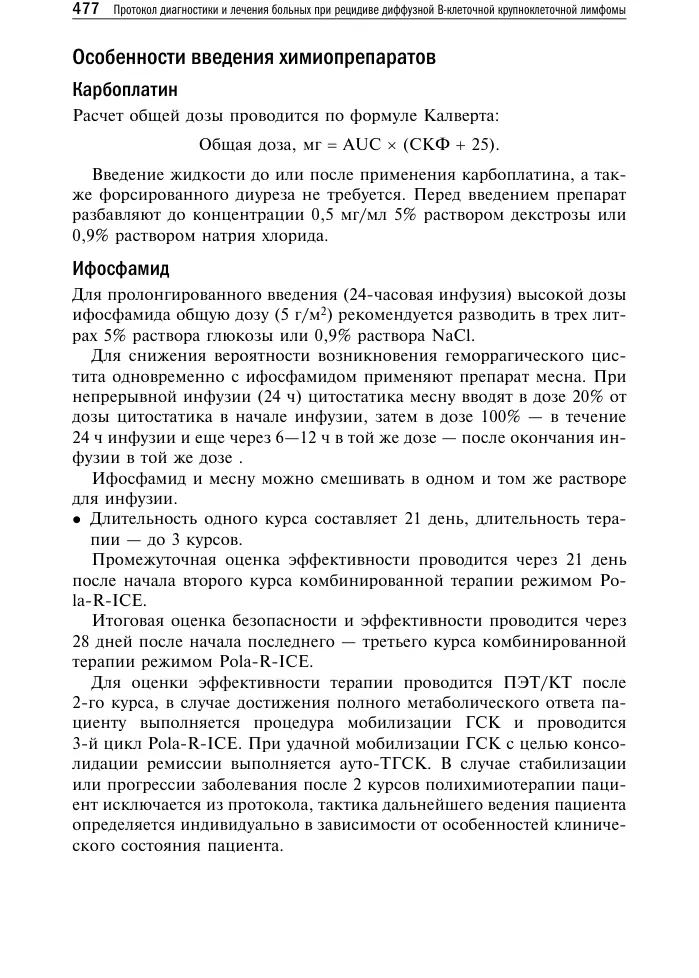 477 Протокол диагностики и лечения больных при рецидиве диффузной В-клеточной крупноклеточной лимфомы
Особенности введения химиопрепаратов
Карбоплатин
Расчет общей дозы проводится по формуле Калверта:
Общая доза, мг = AUC × (СКФ + 25).
Введение жидкости до или после применения карбоплатина, а так-
же форсированного диуреза не требуется. Перед введением препарат
разбавляют до концентрации 0,5 мг/мл 5% раствором декстрозы или
0,9% раствором натрия хлорида.
Ифосфамид
Для пролонгированного введения (24-часовая инфузия) высокой дозы
ифосфамида общую дозу (5 г/м²) рекомендуется разводить в трех лит-
рах 5% раствора глюкозы или 0,9% раствора NaCl.
Для снижения вероятности возникновения геморрагического цис-
тита одновременно с ифосфамидом применяют препарат месна. При
непрерывной инфузии (24 ч) цитостатика месну вводят в дозе 20% от
дозы цитостатика в начале инфузии, затем в дозе 100% — в течение
24 ч инфузии и еще через 6—12 ч в той же дозе — после окончания ин-
фузии в той же дозе .
Ифосфамид и месну можно смешивать в одном и том же растворе
для инфузии.
• Длительность одного курса составляет 21 день, длительность тера-
пии — до 3 курсов.
Промежуточная оценка эффективности проводится через 21 день
после начала второго курса комбинированной терапии режимом Po-
la-R-ICE.
Итоговая оценка безопасности и эффективности проводится через
28 дней после начала последнего — третьего курса комбинированной
терапии режимом Pola-R-ICE.
Для оценки эффективности терапии проводится ПЭТ/КТ после
2-го курса, в случае достижения полного метаболического ответа па-
циенту выполняется процедура мобилизации ГСК и проводится
3-й цикл Pola-R-ICE. При удачной мобилизации ГСК с целью консо-
лидации ремиссии выполняется ауто-ТГСК. В случае стабилизации
или прогрессии заболевания после 2 курсов полихимиотерапии паци-
ент исключается из протокола, тактика дальнейшего ведения пациента
определяется индивидуально в зависимости от особенностей клиниче-
ского состояния пациента.